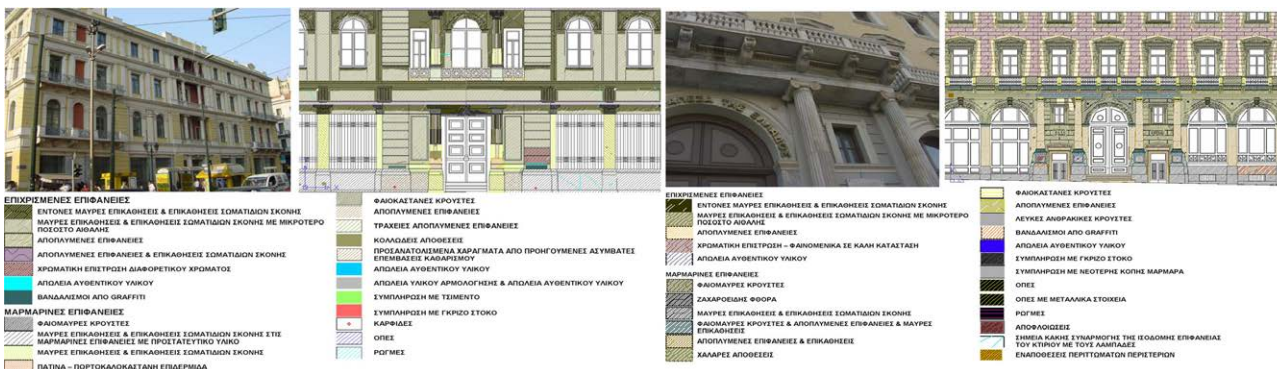 ΠΕΖΑ ΤΗΣ ΕΛΛΑΔΟΣ
ΕΠΙΧΡΙΣΜΕΝΕΣ ΕΠΙΦΑΝΕΙΕΣ
ΕΝΤΟΝΕΣ ΜΑΥΡΕΣ ΕΠΙΚΑΘΗΣΕΙΣ & ΕΠΙΚΑΘΗΣΕΙΣ ΣΩΜΑΤΙΔΙΩΝ ΣΚΟΝΗΣ
ΜΑΥΡΕΣ ΕΠΙΚΑΘΗΣΕΙΣ & ΕΠΙΚΑΘΗΣΕΙΣ ΣΩΜΑΤΙΔΙΩΝ ΣΚΟΝΗΣ ΜΕ ΜΙΚΡΟΤΕΡΟ
ΠΟΣΟΣΤΟ ΑΙΘΑΛΗΣ
ΑΠΟΠΛΥΜΕΝΕΣ ΕΠΙΦΑΝΕΙΕΣ
ΑΠΟΠΛΥΜΕΝΕΣ ΕΠΙΦΑΝΕΙΕΣ & ΕΠΙΚΑΘΗΣΕΙΣ ΣΩΜΑΤΙΔΙΩΝ ΣΚΟΝΗΣ
ΧΡΩΜΑΤΙΚΗ ΕΠΙΣΤΡΩΣΗ ΔΙΑΦΟΡΕΤΙΚΟΥ ΧΡΩΜΑΤΟΣ
ΑΠΩΛΕΙΑ ΑΥΘΕΝΤΙΚΟΥ ΥΛΙΚΟΥ
ΒΑΝΔΑΛΙΣΜΟΙ ΑΠΟ GRAFFITI
ΜΑΡΜΑΡΙΝΕΣ ΕΠΙΦΑΝΕΙΕΣ
ΦΑΙΟΜΑΥΡΕΣ ΚΡΟΥΣΤΕΣ
ΜΑΥΡΕΣ ΕΠΙΚΑΘΗΣΕΙΣ & ΕΠΙΚΑΘΗΣΕΙΣ ΣΩΜΑΤΙΔΙΩΝ ΣΚΟΝΗΣ ΣΤΙΣ
ΜΑΡΜΑΡΙΝΕΣ ΕΠΙΦΑΝΕΙΕΣ ΜΕ ΠΡΟΣΤΑΤΕΥΤΙΚΟ ΥΛΙΚΟ
ΜΑΥΡΕΣ ΕΠΙΚΑΘΗΣΕΙΣ & ΕΠΙΚΑΘΗΣΕΙΣ ΣΩΜΑΤΙΔΙΩΝ ΣΚΟΝΗΣ
ΠΑΤΙΝΑ – ΠΟΡΤΟΚΑΛΟΚΑΣΤΑΝΗ ΕΠΙΔΕΡΜΙΔΑ
ΦΑΙΟΚΑΣΤΑΝΕΣ ΚΡΟΥΣΤΕΣ
ΑΠΟΠΛΥΜΕΝΕΣ ΕΠΙΦΑΝΕΙΕΣ
ΤΡΑΧΕΙΕΣ ΑΠΟΠΛΥΜΕΝΕΣ ΕΠΙΦΑΝΕΙΕΣ
ΚΟΛΛΩΔΕΙΣ ΑΠΟΘΕΣΕΙΣ
ΠΡΟΣΑΝΑΤΟΛΙΣΜΕΝΑ ΧΑΡΑΓΜΑΤΑ ΑΠΟ ΠΡΟΗΓΟΥΜΕΝΕΣ ΑΣΥΜΒΑΤΕΣ
ΕΠΕΜΒΑΣΕΙΣ ΚΑΘΑΡΙΣΜΟΥ
ΑΠΩΛΕΙΑ ΑΥΘΕΝΤΙΚΟΥ ΥΛΙΚΟΥ
ΑΠΩΛΕΙΑ ΥΛΙΚΟΥ ΑΡΜΟΛΟΓΗΣΗΣ & ΑΠΩΛΕΙΑ ΑΥΘΕΝΤΙΚΟΥ ΥΛΙΚΟΥ
ΣΥΜΠΛΗΡΩΣΗ ΜΕ ΤΣΙΜΕΝΤΟ
ΣΥΜΠΛΗΡΩΣΗ ΜΕ ΓΚΡΙΖΟ ΣΤΟΚΟ
ΚΑΡΦΙΔΕΣ
ΟΠΕΣ
ΡΩΓΜΕΣ
ΕΠΙΧΡΙΣΜΕΝΕΣ ΕΠΙΦΑΝΕΙΕΣ
ΕΝΤΟΝΕΣ ΜΑΥΡΕΣ ΕΠΙΚΑΘΗΣΕΙΣ & ΕΠΙΚΑΘΗΣΕΙΣ ΣΩΜΑΤΙΔΙΩΝ ΣΚΟΝΗΣ
ΜΑΥΡΕΣ ΕΠΙΚΑΘΗΣΕΙΣ & ΕΠΙΚΑΘΗΣΕΙΣ ΣΩΜΑΤΙΔΙΩΝ ΣΚΟΝΗΣ ΜΕ ΜΙΚΡΟΤΕΡΟ
ΠΟΣΟΣΤΟ ΑΙΘΑΛΗΣ
ΑΠΟΠΛΥΜΕΝΕΣ ΕΠΙΦΑΝΕΙΕΣ
ΧΡΩΜΑΤΙΚΗ ΕΠΙΣΤΡΩΣΗ – ΦΑΙΝΟΜΕΝΙΚΑ ΣΕ ΚΑΛΗ ΚΑΤΑΣΤΑΣΗ
ΑΠΩΛΕΙΑ ΑΥΘΕΝΤΙΚΟΥ ΥΛΙΚΟΥ
ΜΑΡΜΑΡΙΝΕΣ ΕΠΙΦΑΝΕΙΕΣ
ΦΑΙΟΜΑΥΡΕΣ ΚΡΟΥΣΤΕΣ
ΖΑΧΑΡΟΕΙΔΗΣ ΦΘΟΡΑ
ΜΑΥΡΕΣ ΕΠΙΚΑΘΗΣΕΙΣ & ΕΠΙΚΑΘΗΣΕΙΣ ΣΩΜΑΤΙΔΙΩΝ ΣΚΟΝΗΣ
ΦΑΙΟΜΑΥΡΕΣ ΚΡΟΥΣΤΕΣ & ΑΠΟΠΛΥΜΕΝΕΣ ΕΠΙΦΑΝΕΙΕΣ & ΜΑΥΡΕΣ
ΕΠΙΚΑΘΗΣΕΙΣ
ΑΠΟΠΛΥΜΕΝΕΣ ΕΠΙΦΑΝΕΙΕΣ & ΕΠΙΚΑΘΗΣΕΙΣ
ΧΑΛΑΡΕΣ ΑΠΟΘΕΣΕΙΣ
ΦΑΙΟΚΑΣΤΑΝΕΣ ΚΡΟΥΣΤΕΣ
ΑΠΟΠΛΥΜΕΝΕΣ ΕΠΙΦΑΝΕΙΕΣ
ΛΕΥΚΕΣ ΑΝΘΡΑΚΙΚΕΣ ΚΡΟΥΣΤΕΣ
ΒΑΝΔΑΛΙΣΜΟΙ ΑΠΟ GRAFFITI
ΑΠΩΛΕΙΑ ΑΥΘΕΝΤΙΚΟΥ ΥΛΙΚΟΥ
ΣΥΜΠΛΗΡΩΣΗ ΜΕ ΓΚΡΙΖΟ ΣΤΟΚΟ
ΣΥΜΠΛΗΡΩΣΗ ΜΕ ΝΕΟΤΕΡΗΣ ΚΟΠΗΣ ΜΑΡΜΑΡΑ
ΟΠΕΣ
ΟΠΕΣ ΜΕ ΜΕΤΑΛΛΙΚΑ ΣΤΟΙΧΕΙΑ
ΡΩΓΜΕΣ
ΑΠΟΦΛΟΙΩΣΕΙΣ
ΣΗΜΕΙΑ ΚΑΚΗΣ ΣΥΝΑΡΜΟΓΗΣ ΤΗΣ ΙΣΟΔΟΜΗΣ ΕΠΙΦΑΝΕΙΑΣ
ΤΟΥ ΚΤΙΡΙΟΥ ΜΕ ΤΟΥΣ ΛΑΜΠΑΔΕΣ
ΕΝΑΠΟΘΕΣΕΙΣ ΠΕΡΙΤΤΩΜΑΤΩΝ ΠΕΡΙΣΤΕΡΙΩΝ